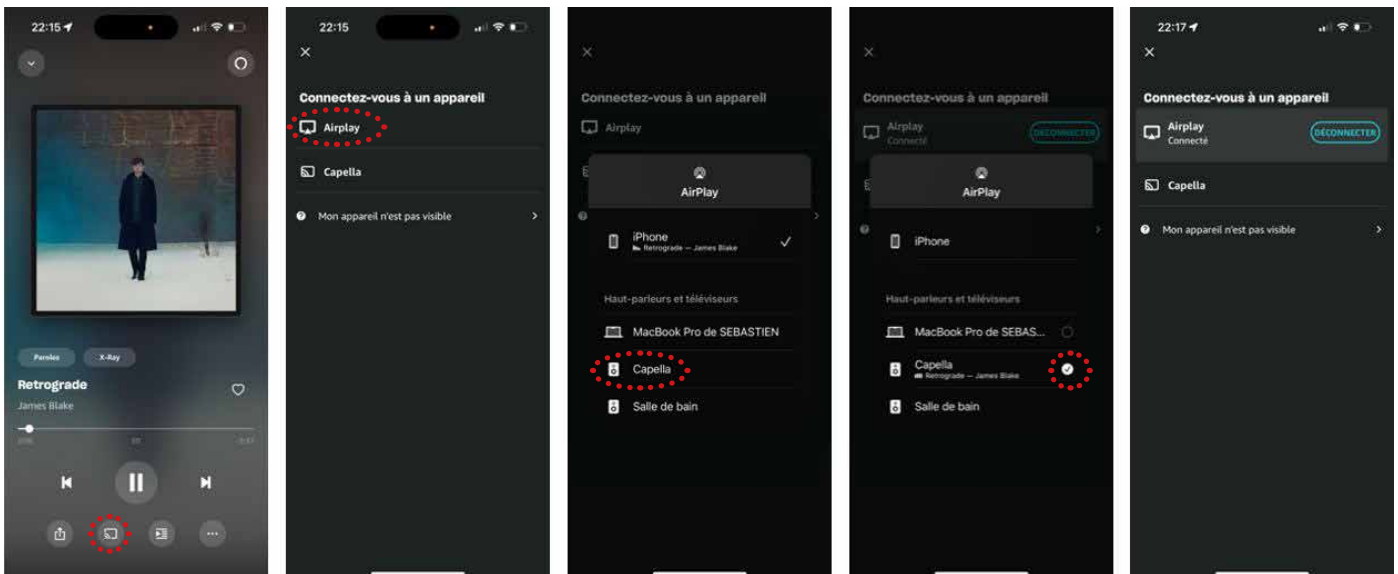 22:15
Paroles
X-Ray
Retrograde
James Blake
22:15
Connectez-vous à un appareil
Airplay
Capella
Mon appareil n'est pas visible
Connectez-vous à un appareil
Airplay
AirPlay
iPhone
Retrograde — James Blake
Haut-parleurs et téléviseurs
MacBook Pro de SEBASTIEN
Capella
Salle de bain
Connectez-vous à un appareil
Airplay
Connecté
DÉCONNECTER
AirPlay
iPhone
Haut-parleurs et téléviseurs
MacBook Pro de SEBAS...
Capella
Retrograde — James Blake
Salle de bain
22:17
Connectez-vous à un appareil
Airplay
Connecté
DÉCONNECTER
Capella
Mon appareil n'est pas visible